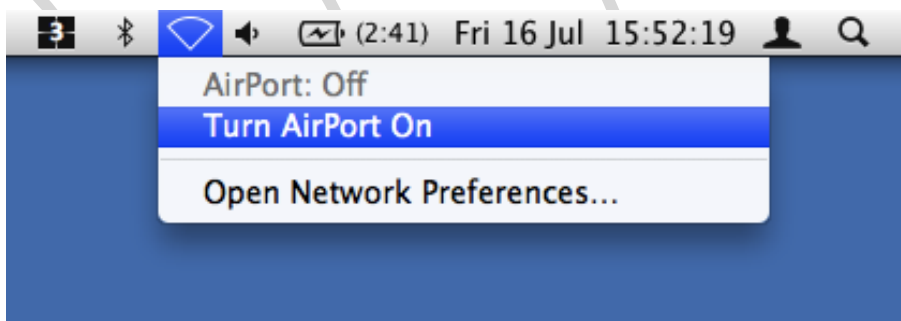 3 (2:41) Fri 16 Jul 15:52:19
AirPort: Off
Turn AirPort On
Open Network Preferences...